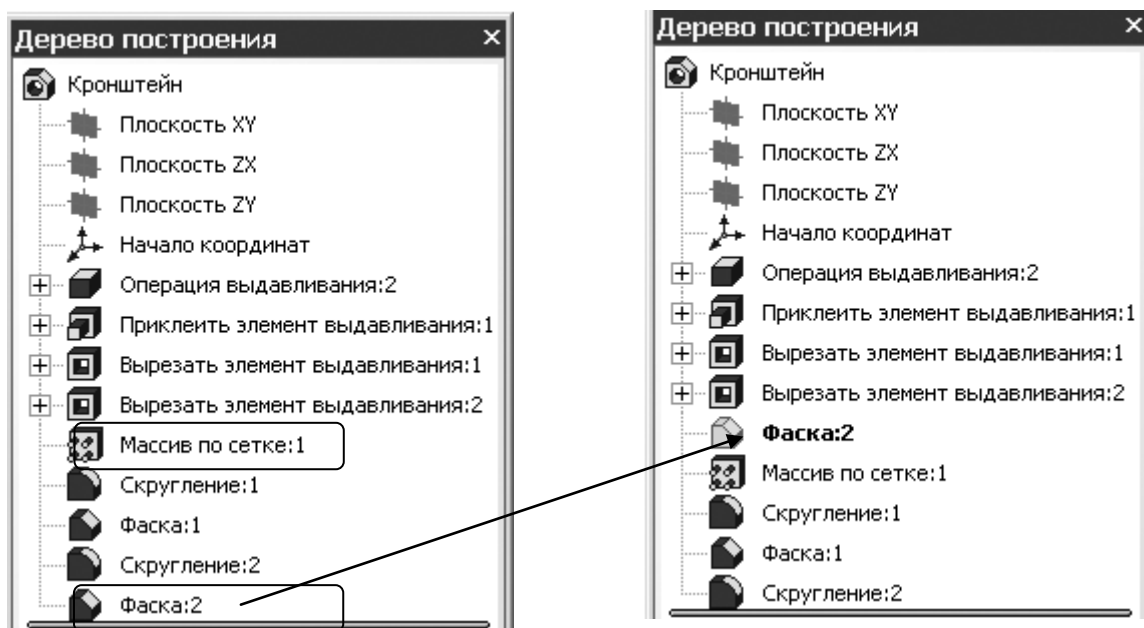 Дерево построения
Кронштейн
Плоскость XY
Плоскость ZX
Плоскость ZY
Начало координат
Операция выдавливания:2
Приклеить элемент выдавливания:1
Вырезать элемент выдавливания:1
Вырезать элемент выдавливания:2
Массив по сетке:1
Скругление:1
Фаска:1
Скругление:2
Фаска:2
Дерево построения
Кронштейн
Плоскость XY
Плоскость ZX
Плоскость ZY
Начало координат
Операция выдавливания:2
Приклеить элемент выдавливания:1
Вырезать элемент выдавливания:1
Вырезать элемент выдавливания:2
Фаска:2
Массив по сетке:1
Скругление:1
Фаска:1
Скругление:2